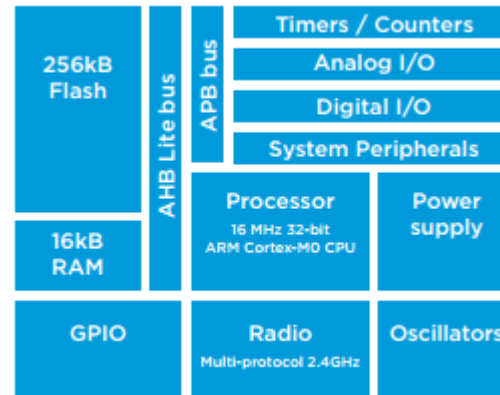 256kB
Flash
AHB Lite bus
APB bus
Timers / Counters
Analog I/O
Digital I/O
System Peripherals
16kB
RAM
Processor
16 MHz 32-bit
ARM Cortex-M0 CPU
Power
supply
GPIO
Radio
Multi-protocol 2.4GHz
Oscillators